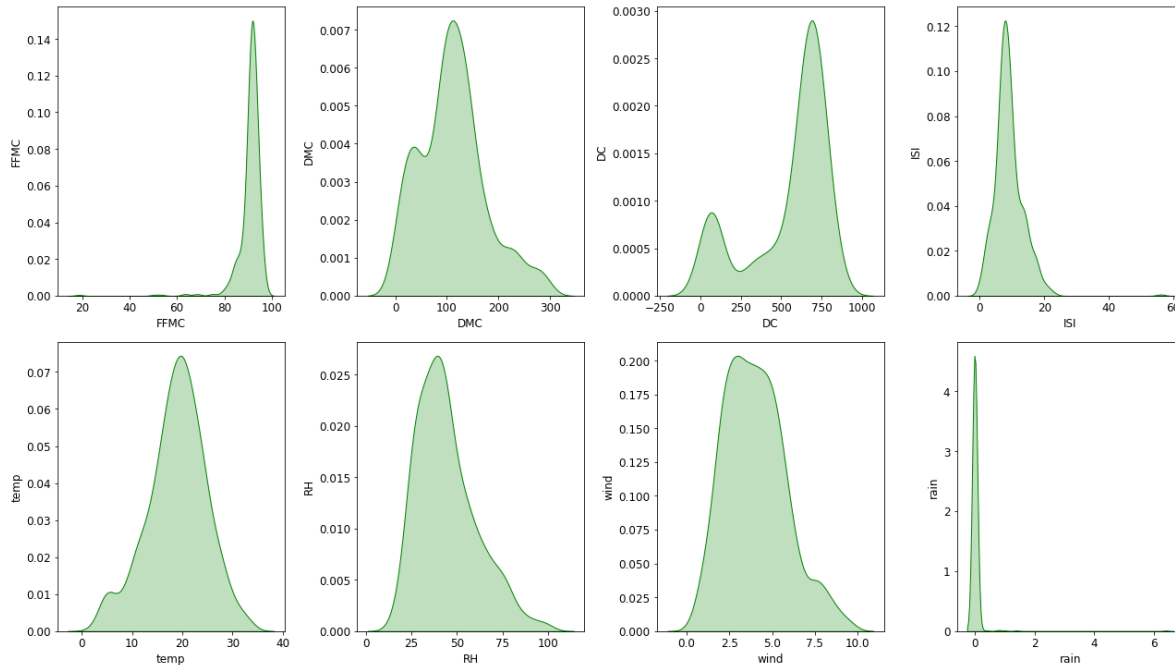 FFMC
0.14
0.12
0.10
0.08
0.06
0.04
0.02
0.00
20 40 60 80 100
FFMC
DMC
0.007
0.006
0.005
0.004
0.003
0.002
0.001
0.000
0 100 200 300
DMC
DC
0.0030
0.0025
0.0020
0.0015
0.0010
0.0005
0.0000
−250 0 250 500 750 1000
DC
ISI
0.12
0.10
0.08
0.06
0.04
0.02
0.00
0 20 40 60
ISI
temp
0.07
0.06
0.05
0.04
0.03
0.02
0.01
0.00
0 10 20 30 40
temp
RH
0.025
0.020
0.015
0.010
0.005
0.000
0 25 50 75 100
RH
wind
0.200
0.175
0.150
0.125
0.100
0.075
0.050
0.025
0.000
0.0 2.5 5.0 7.5 10.0
wind
rain
4
3
2
1
0
0 2 4 6
rain